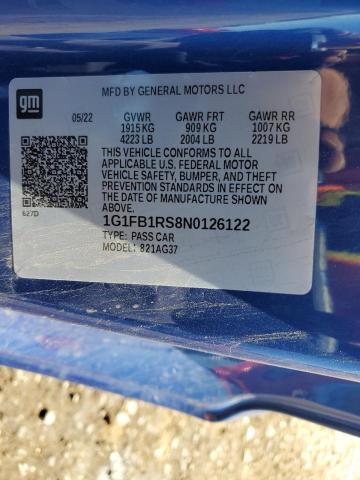 gm
MFD BY GENERAL MOTORS LLC
05/22 GVWR GAWR FRT GAWR RR
1915 KG 909 KG 1007 KG
4223 LB 2004 LB 2219 LB
THIS VEHICLE CONFORMS TO ALL
APPLICABLE U.S. FEDERAL MOTOR
VEHICLE SAFETY, BUMPER, AND THEFT
PREVENTION STANDARDS IN EFFECT ON
THE DATE OF MANUFACTURE SHOWN
ABOVE.
627D
1G1FB1RS8N0126122
TYPE: PASS CAR
MODEL: 821AG37